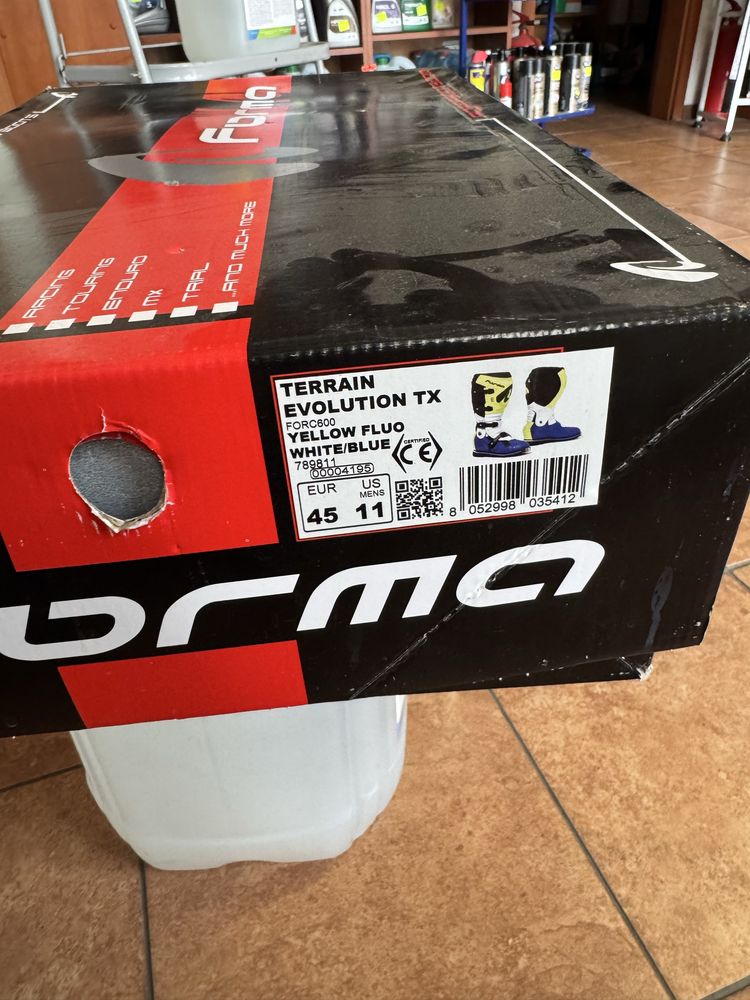 Forma
RACING
TOURING
ENDURO
MX
TRIAL
...AND MUCH MORE
TERRAIN
EVOLUTION TX
FORC600
YELLOW FLUO
WHITE/BLUE
CERTIFIED
CE
789811
00004195
EUR
US
MENS
45
11
8 052998 035412
orma